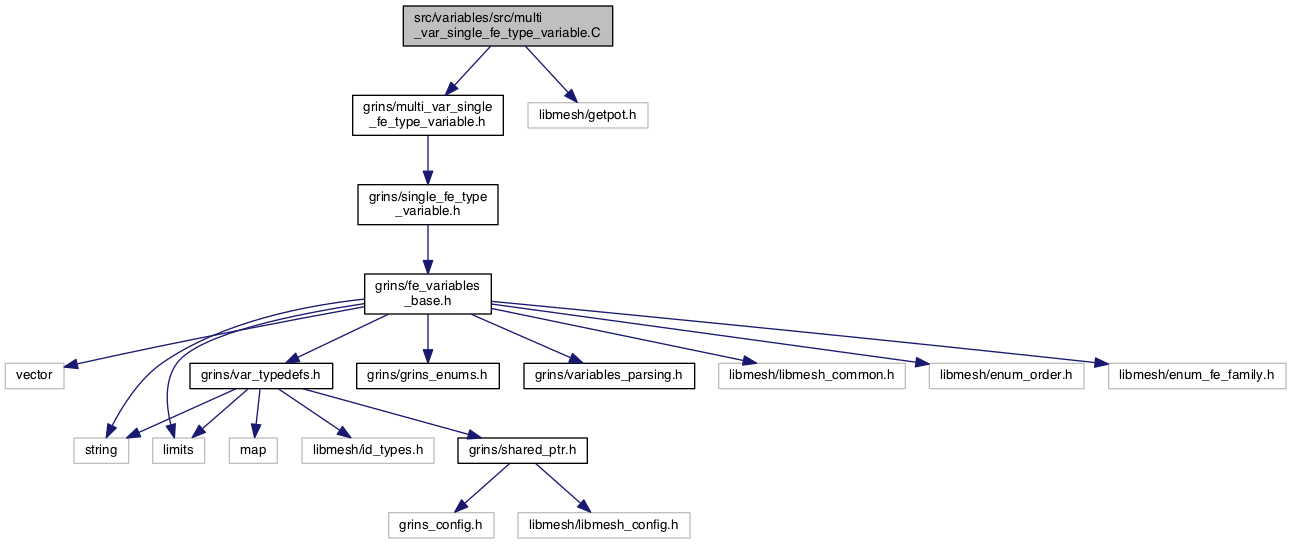 src/variables/src/multi
_var_single_fe_type_variable.C
grins/multi_var_single
_fe_type_variable.h
libmesh/getpot.h
grins/single_fe_type
_variable.h
grins/fe_variables
_base.h
vector
grins/var_typedefs.h
grins/grins_enums.h
grins/variables_parsing.h
libmesh/libmesh_common.h
libmesh/enum_order.h
libmesh/enum_fe_family.h
string
limits
map
libmesh/id_types.h
grins/shared_ptr.h
grins_config.h
libmesh/libmesh_config.h